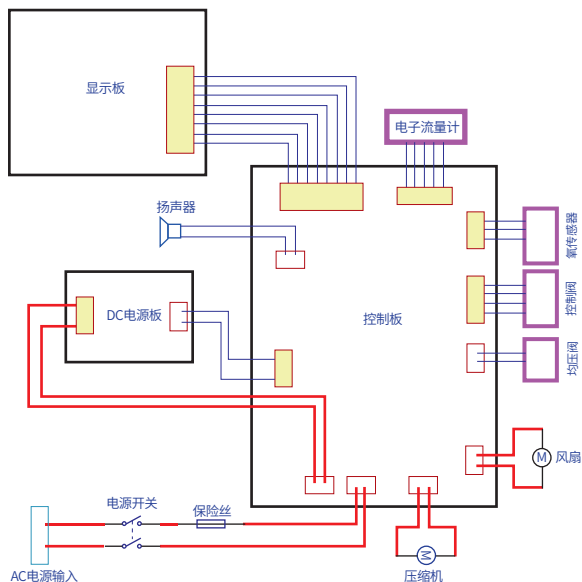 显示板
电子流量计
扬声器
氧传感器
DC电源板
控制板
控制阀
均压阀
风扇
M
电源开关
保险丝
AC电源输入
M
压缩机